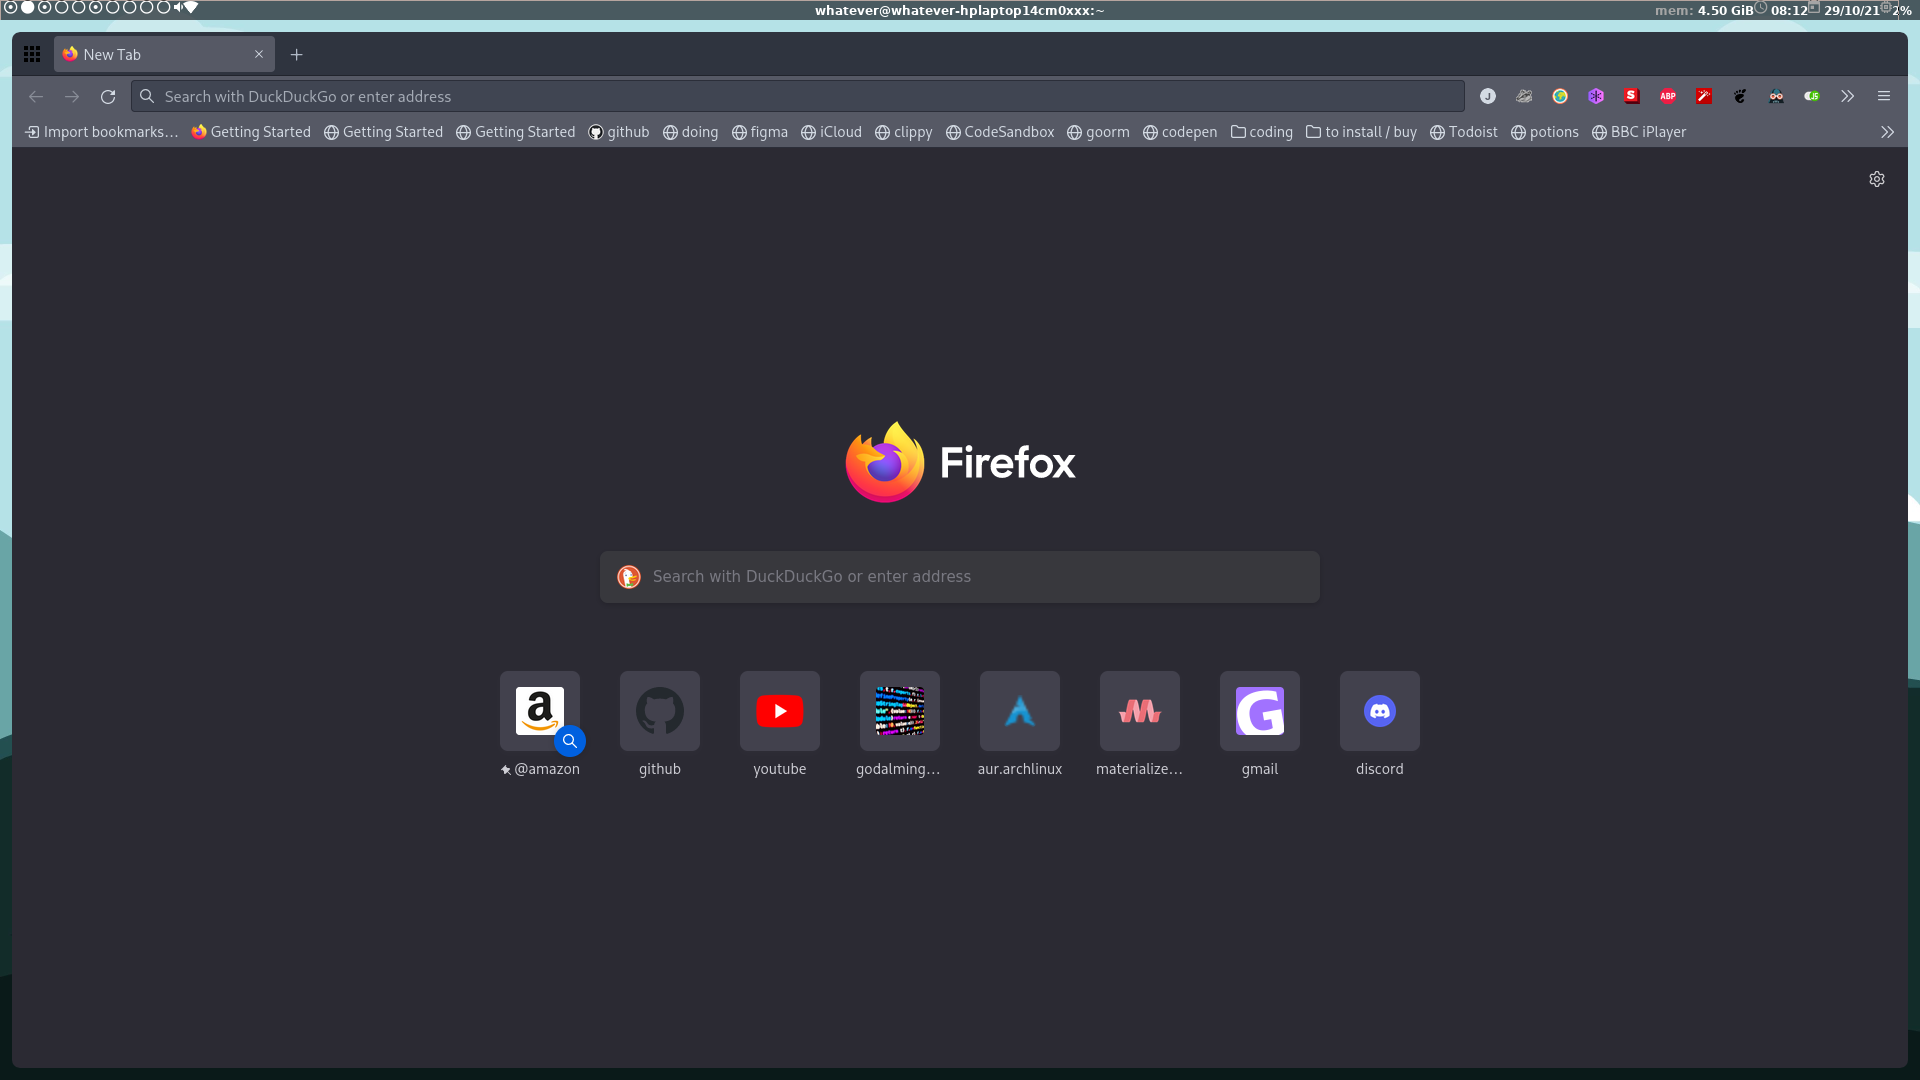 whatever@whatever-hplaptop14cm0xxx:~
mem: 4.50 GiB 08:12 29/10/21 2%
New Tab
Search with DuckDuckGo or enter address
J S ABP JS
Import bookmarks… Getting Started Getting Started Getting Started github doing figma iCloud clippy CodeSandbox goorm codepen coding to install / buy Todoist potions BBC iPlayer
Firefox
Search with DuckDuckGo or enter address
@amazon github youtube godalming… aur.archlinux materialize… gmail discord